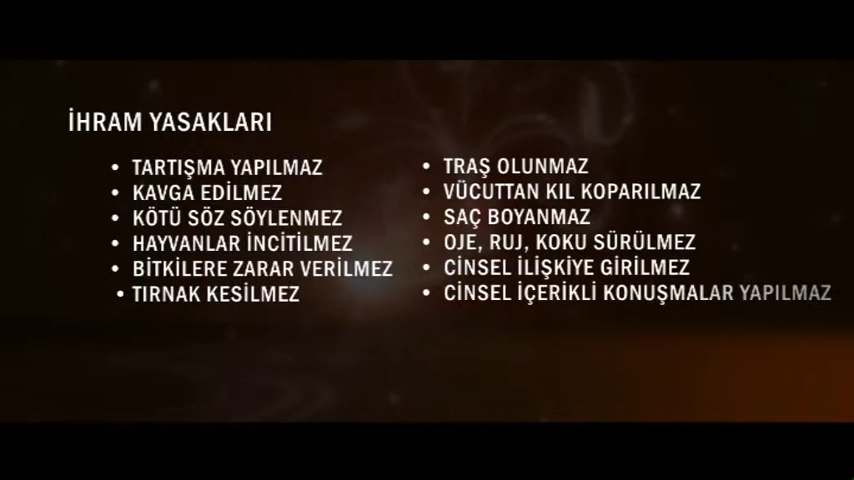 İHRAM YASAKLARI
• TARTIŞMA YAPILMAZ
• KAVGA EDİLMEZ
• KÖTÜ SÖZ SÖYLENMEZ
• HAYVANLAR İNCİTİLMEZ
• BİTKİLERE ZARAR VERİLMEZ
• TIRNAK KESİLMEZ
• TRAŞ OLUNMAZ
• VÜCUTTAN KIL KOPARILMAZ
• SAÇ BOYANMAZ
• OJE, RUJ, KOKU SÜRÜLMEZ
• CİNSEL İLİŞKİYE GİRİLMEZ
• CİNSEL İÇERİKLİ KONUŞMALAR YAPILMAZ